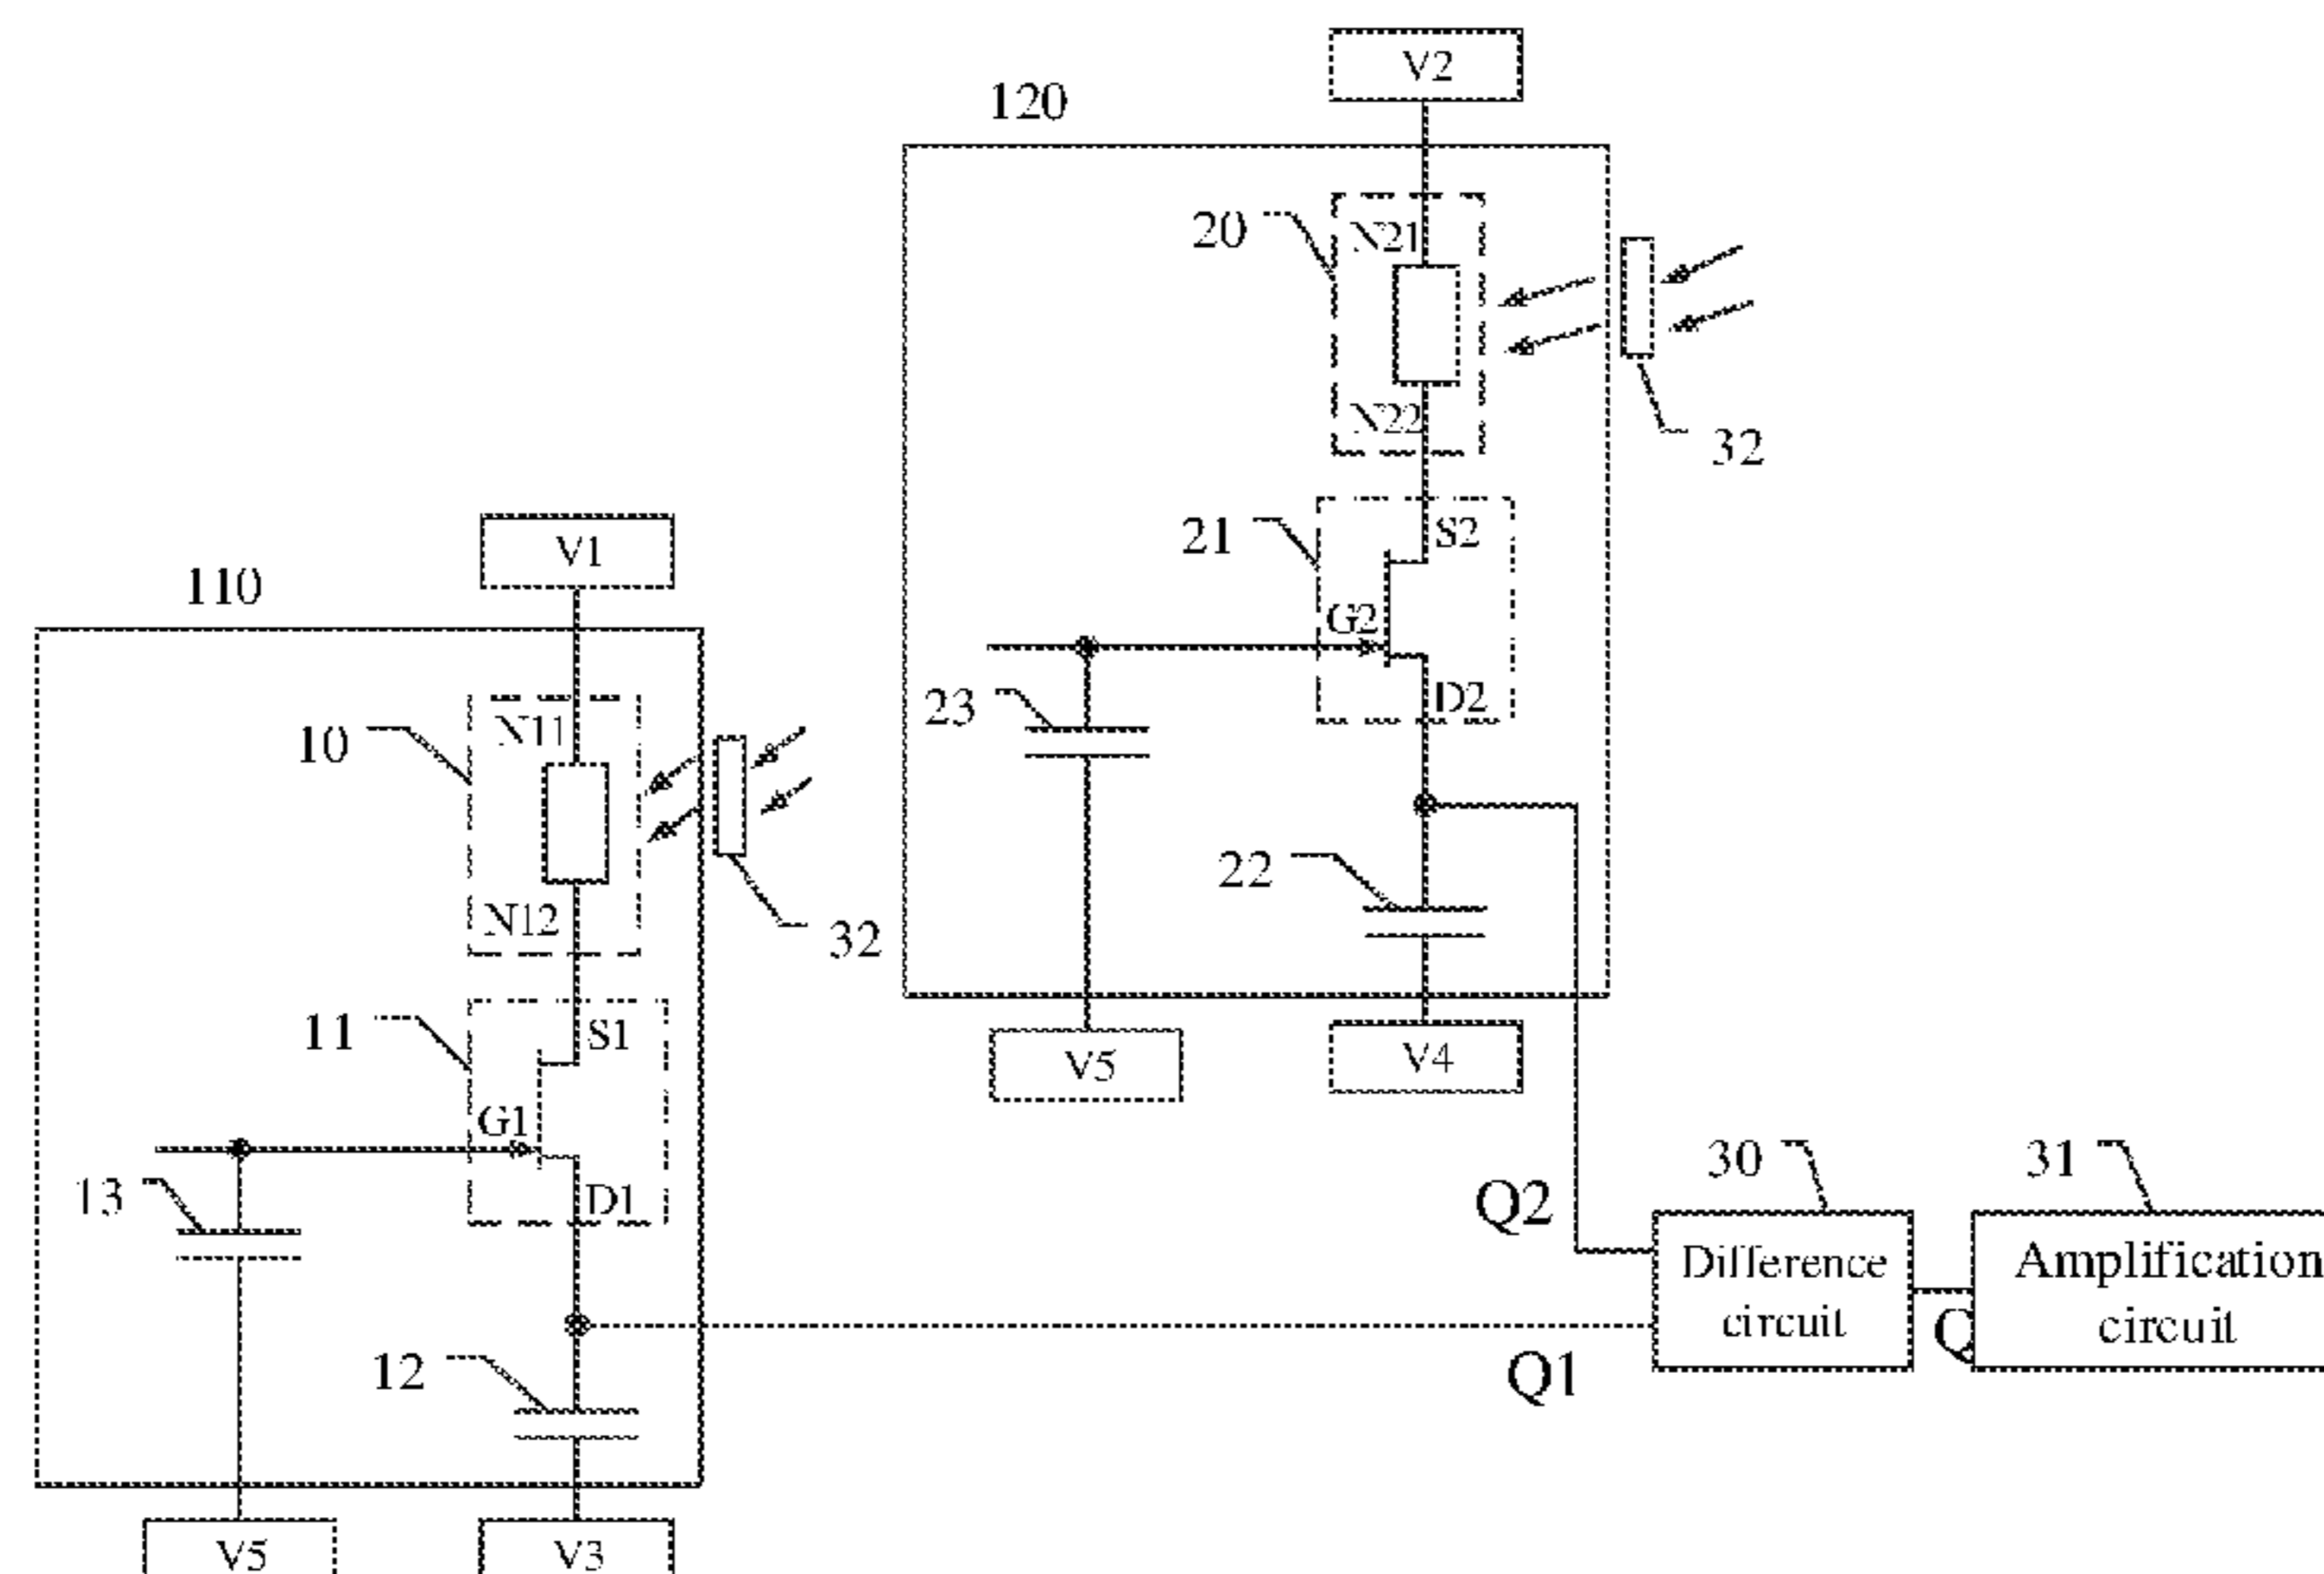 V2
120
20
N21
N22
32
V1
21
S2
G2
D2
110
23
10
N11
N12
32
22
11
S1
G1
D1
V5
V4
13
30
31
Q2
Difference
circuit
Amplification
circuit
Q
Q1
12
V5
V3